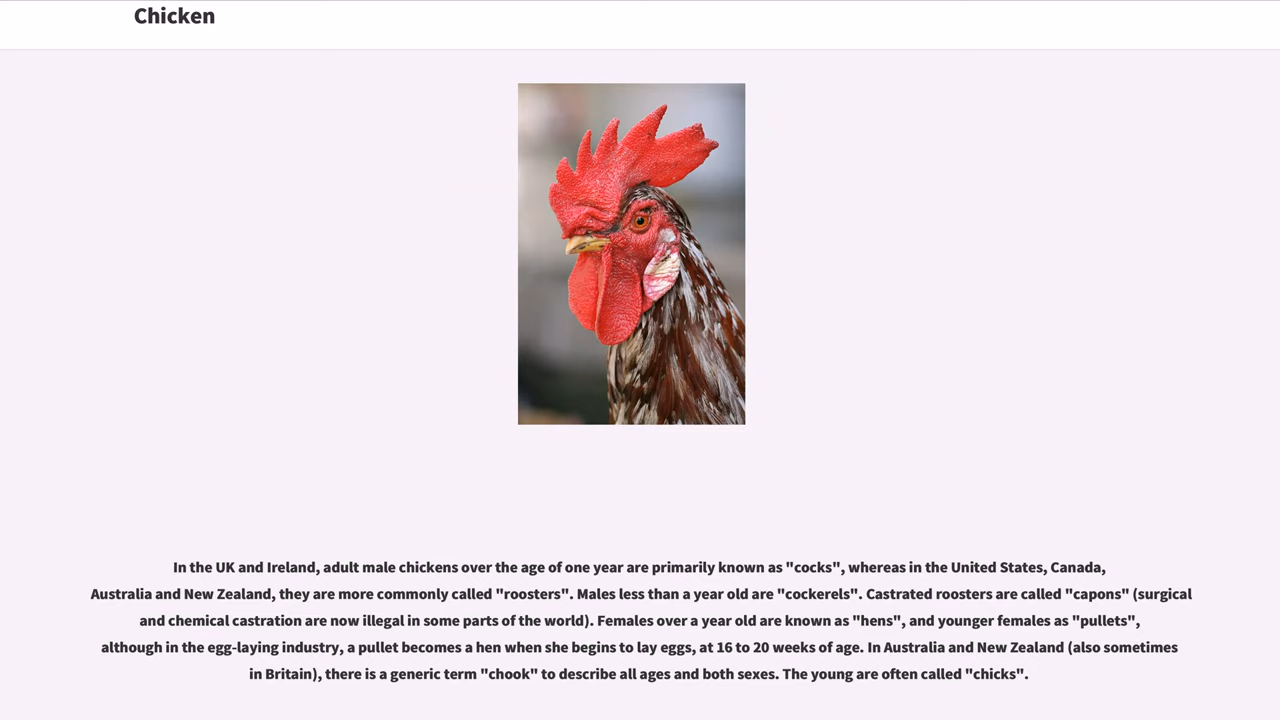 Chicken
In the UK and Ireland, adult male chickens over the age of one year are primarily known as "cocks", whereas in the United States, Canada,
Australia and New Zealand, they are more commonly called "roosters". Males less than a year old are "cockerels". Castrated roosters are called "capons" (surgical
and chemical castration are now illegal in some parts of the world). Females over a year old are known as "hens", and younger females as "pullets",
although in the egg-laying industry, a pullet becomes a hen when she begins to lay eggs, at 16 to 20 weeks of age. In Australia and New Zealand (also sometimes
in Britain), there is a generic term "chook" to describe all ages and both sexes. The young are often called "chicks".